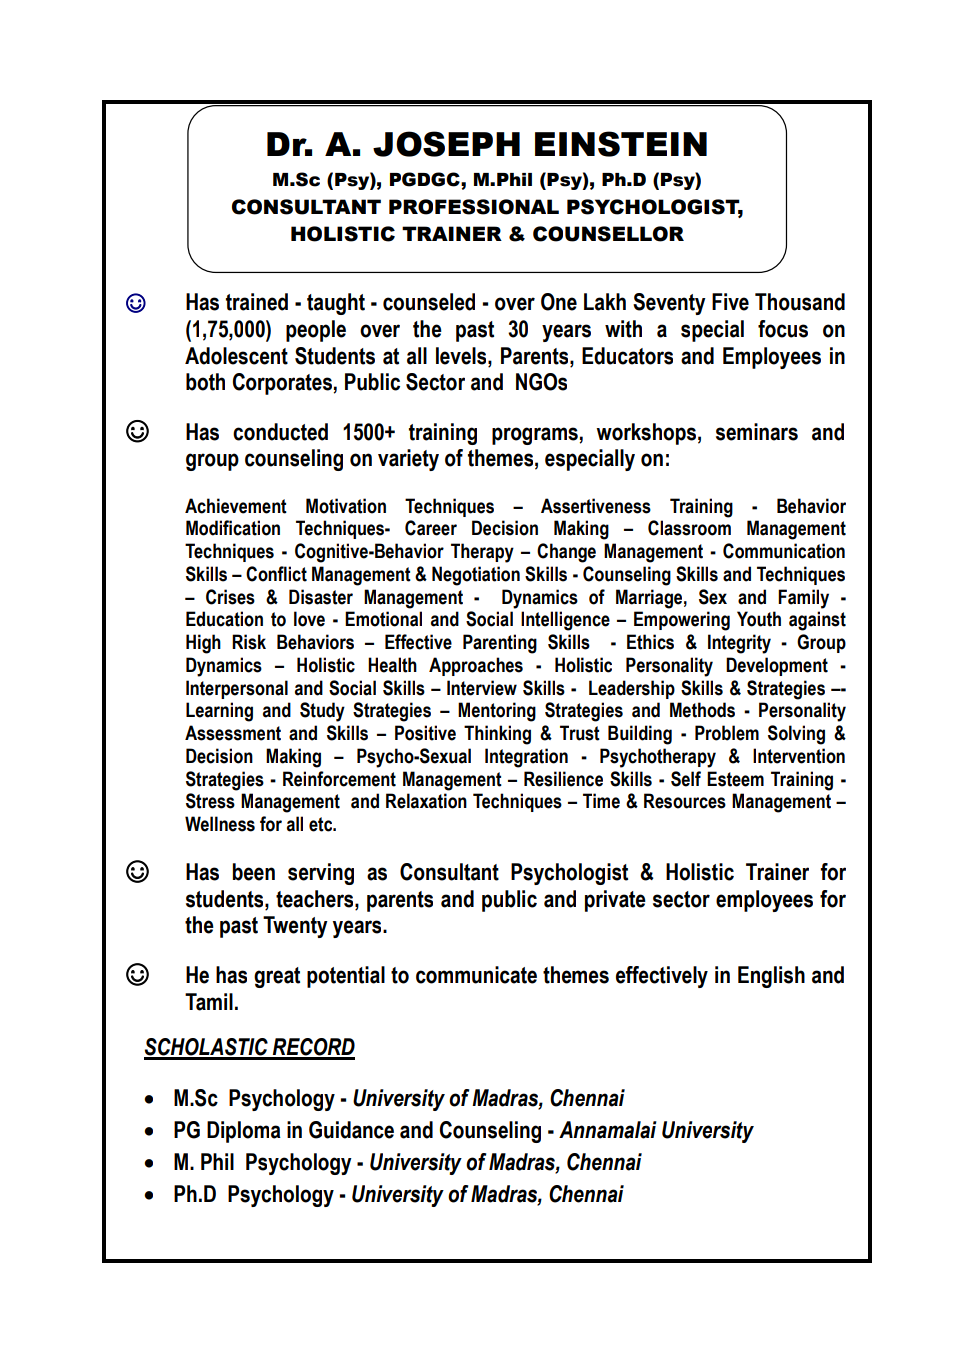 Dr. A. JOSEPH EINSTEIN
M.Sc (Psy), PGDGC, M.Phil (Psy), Ph.D (Psy)
CONSULTANT PROFESSIONAL PSYCHOLOGIST,
HOLISTIC TRAINER & COUNSELLOR
☺ Has trained - taught - counseled - over One Lakh Seventy Five Thousand
(1,75,000) people over the past 30 years with a special focus on
Adolescent Students at all levels, Parents, Educators and Employees in
both Corporates, Public Sector and NGOs
☺ Has conducted 1500+ training programs, workshops, seminars and
group counseling on variety of themes, especially on:
Achievement Motivation Techniques – Assertiveness Training - Behavior
Modification Techniques- Career Decision Making – Classroom Management
Techniques - Cognitive-Behavior Therapy – Change Management - Communication
Skills – Conflict Management & Negotiation Skills - Counseling Skills and Techniques
– Crises & Disaster Management - Dynamics of Marriage, Sex and Family -
Education to love - Emotional and Social Intelligence – Empowering Youth against
High Risk Behaviors – Effective Parenting Skills - Ethics & Integrity - Group
Dynamics – Holistic Health Approaches - Holistic Personality Development -
Interpersonal and Social Skills – Interview Skills - Leadership Skills & Strategies –-
Learning and Study Strategies – Mentoring Strategies and Methods - Personality
Assessment and Skills – Positive Thinking & Trust Building - Problem Solving &
Decision Making – Psycho-Sexual Integration - Psychotherapy & Intervention
Strategies - Reinforcement Management – Resilience Skills - Self Esteem Training -
Stress Management and Relaxation Techniques – Time & Resources Management –
Wellness for all etc.
☺ Has been serving as Consultant Psychologist & Holistic Trainer for
students, teachers, parents and public and private sector employees for
the past Twenty years.
☺ He has great potential to communicate themes effectively in English and
Tamil.
SCHOLASTIC RECORD
• M.Sc Psychology - University of Madras, Chennai
• PG Diploma in Guidance and Counseling - Annamalai University
• M. Phil Psychology - University of Madras, Chennai
• Ph.D Psychology - University of Madras, Chennai